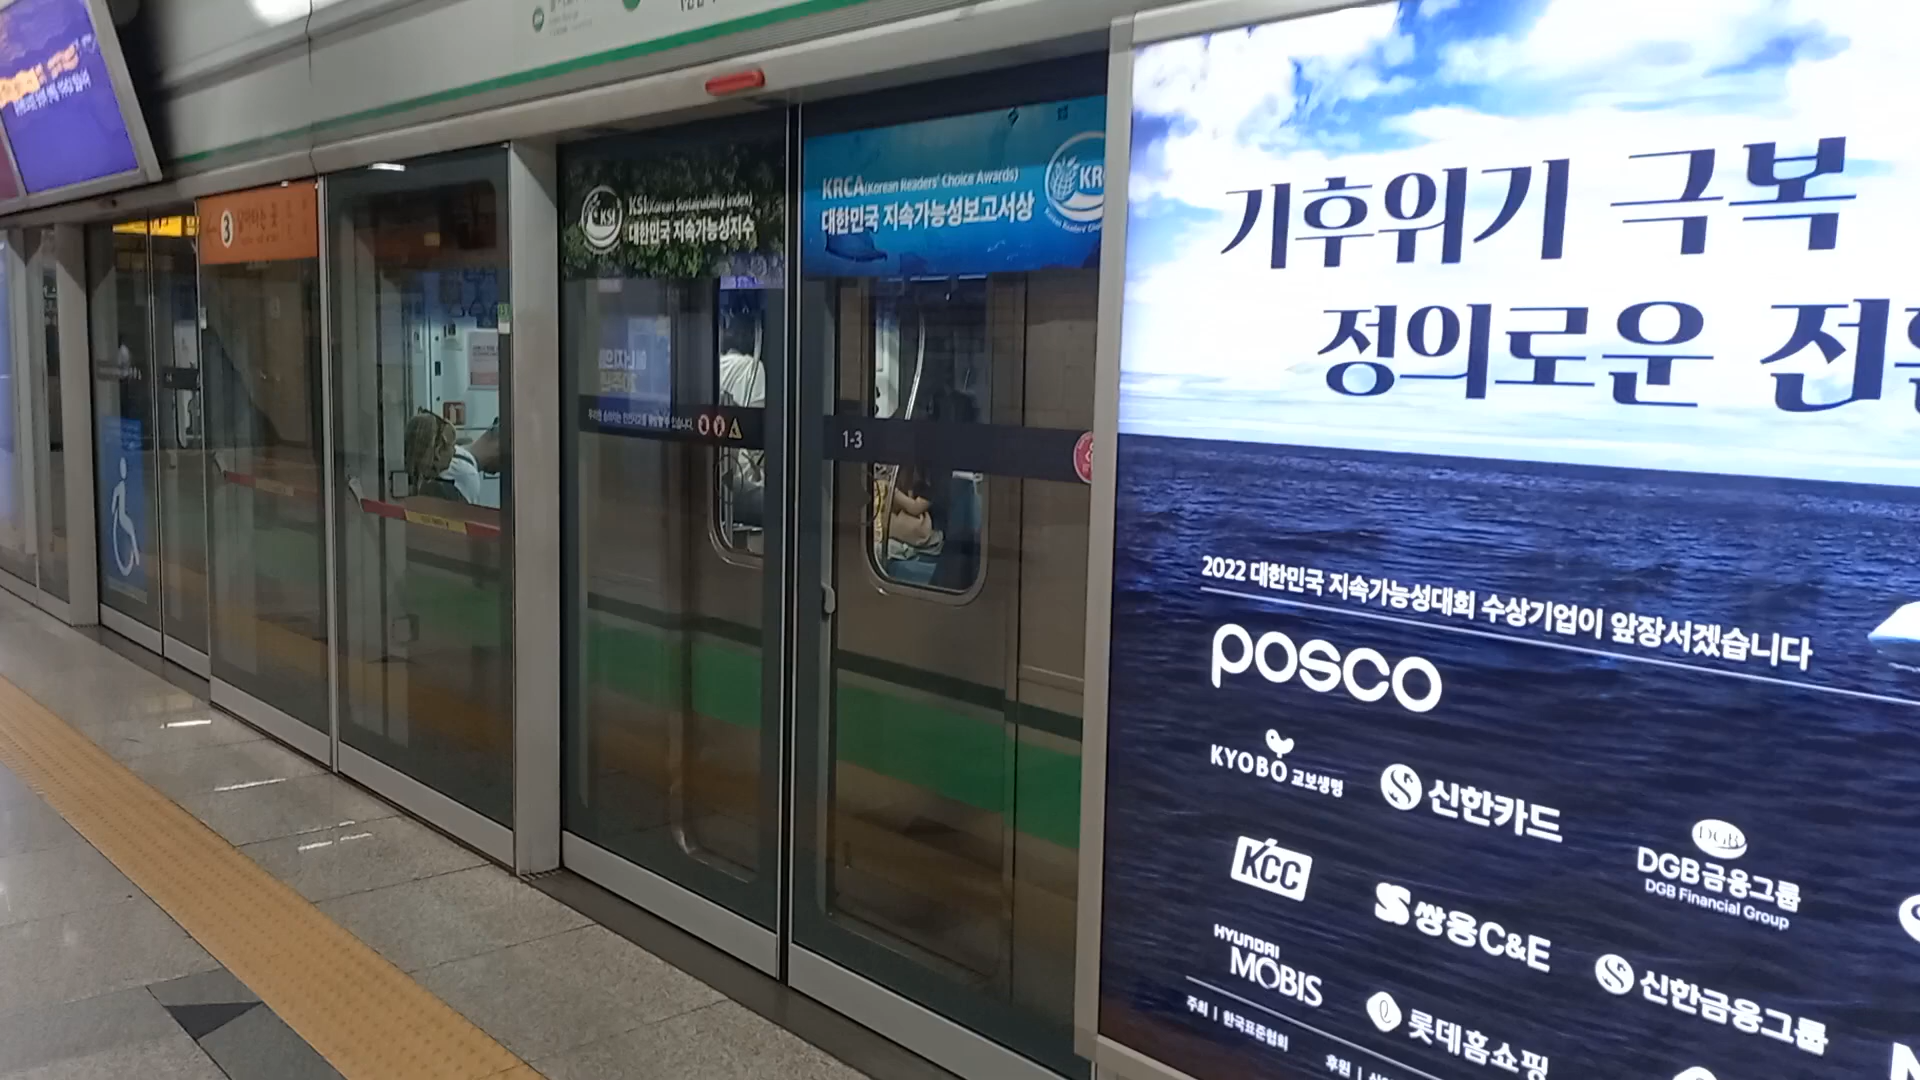 3
KSI(Korean Sustainability Index)
대한민국 지속가능성지수
KSI
KRCA(Korean Readers' Choice Awards)
대한민국 지속가능성보고서상
1-3
기후위기 극복
정의로운
2022 대한민국 지속가능성대회 수상기업이 앞장서겠습니다
posco
KYOBO 교보생명
신한카드
DGB
DGB금융그룹
DGB Financial Group
KCC
쌍용C&E
HYUNDAI
MOBIS
신한금융그룹
롯데홈쇼핑
주최 | 한국표준협회
후원 |